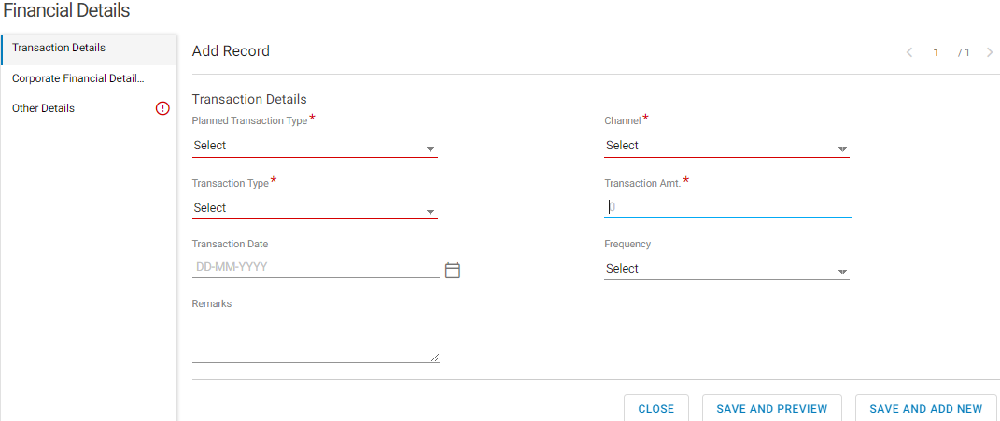 Financial Details
Transaction Details
Corporate Financial Detail...
Other Details
Add Record
1 / 1
Transaction Details
Planned Transaction Type *
Channel *
Select
Select
Transaction Type *
Transaction Amt. *
Select
0
Transaction Date
Frequency
DD-MM-YYYY
Select
Remarks
CLOSE
SAVE AND PREVIEW
SAVE AND ADD NEW